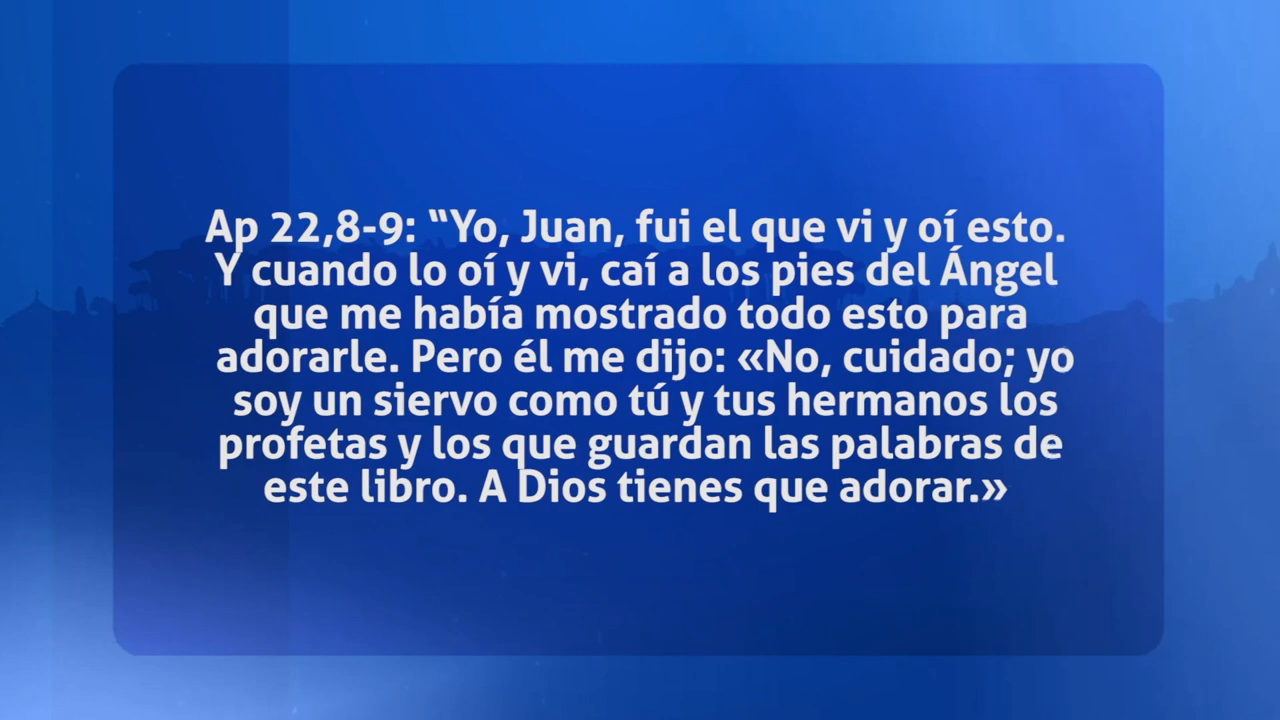 Ap 22,8-9: “Yo, Juan, fui el que vi y oí esto.
Y cuando lo oí y vi, caí a los pies del Ángel
que me había mostrado todo esto para
adorarle. Pero él me dijo: «No, cuidado; yo
soy un siervo como tú y tus hermanos los
profetas y los que guardan las palabras de
este libro. A Dios tienes que adorar.»